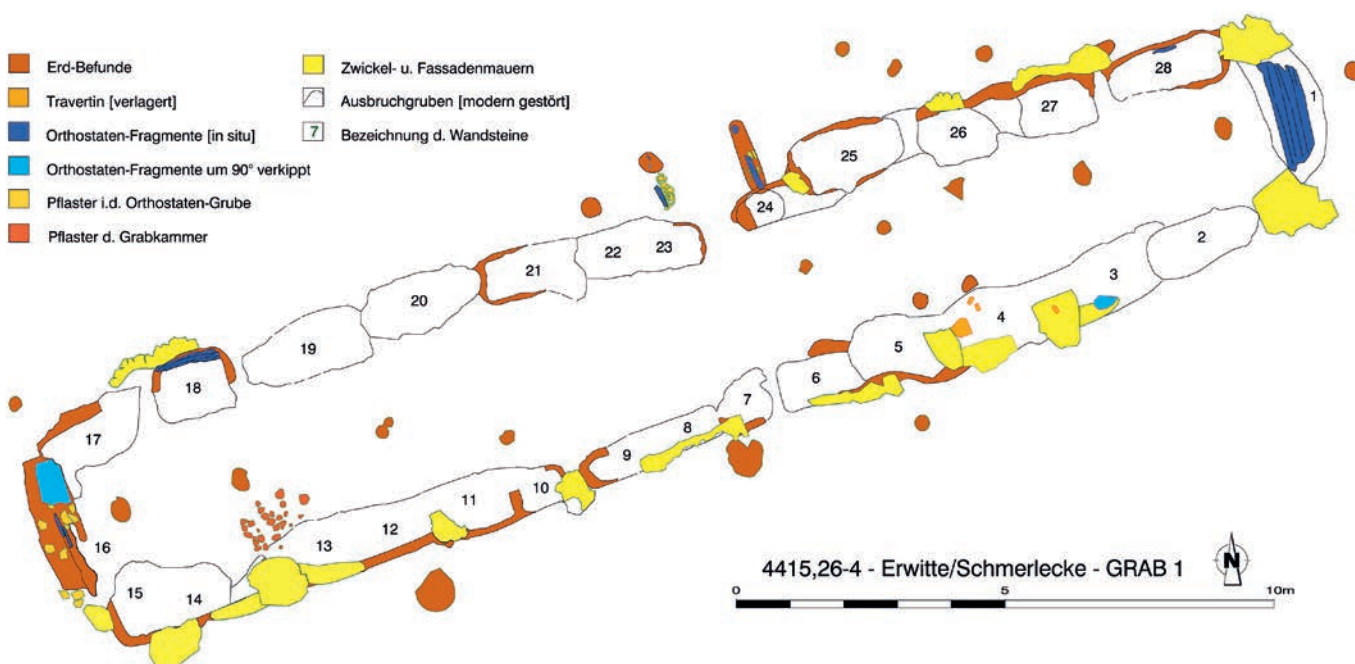 Erd-Befunde
Travertin [verlagert]
Orthostaten-Fragmente [in situ]
Orthostaten-Fragmente um 90° verkippt
Pflaster i.d. Orthostaten-Grube
Pflaster d. Grabkammer
Zwickel- u. Fassadenmauern
Ausbruchgruben [modern gestört]
7 Bezeichnung d. Wandsteine
28
1
27
26
25
24
2
23
22
3
21
20
4
19
5
6
18
7
8
17
9
10
11
12
13
16
15
14
4415,26-4 - Erwitte/Schmerlecke - GRAB 1
N
0 5 10m